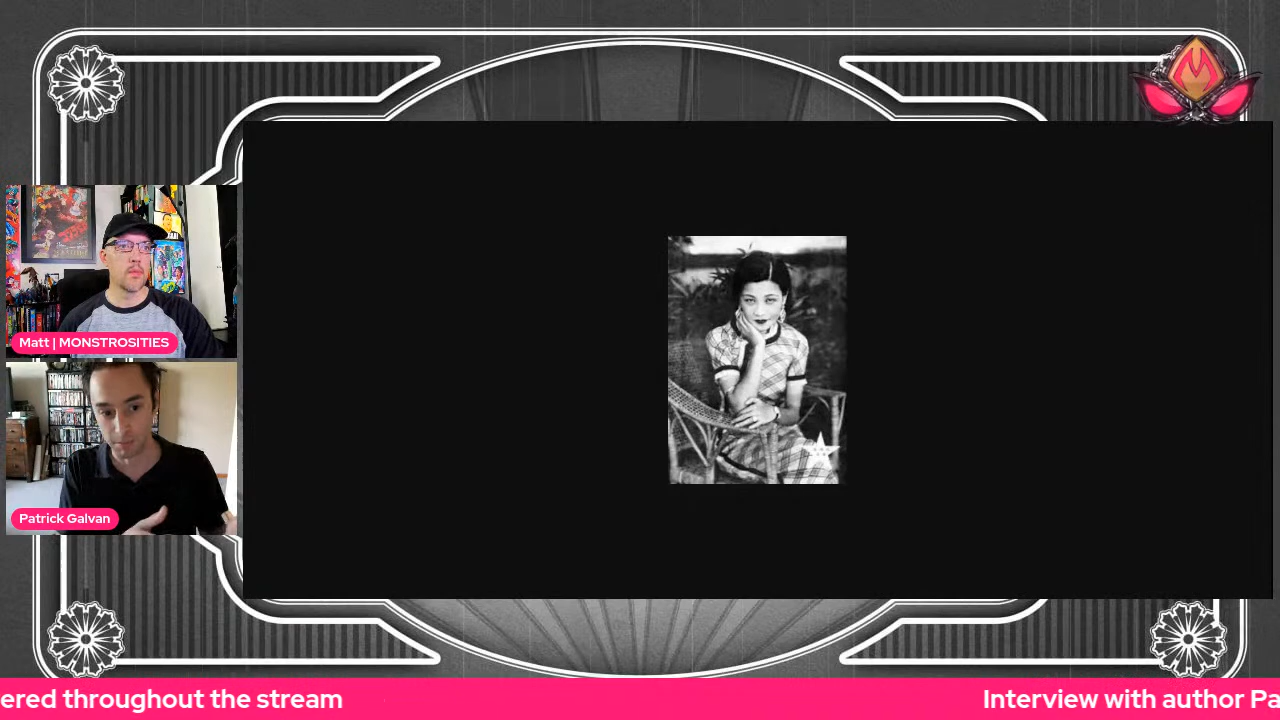 Matt | MONSTROSITIES
Patrick Galvan
ered throughout the stream
Interview with author Pa